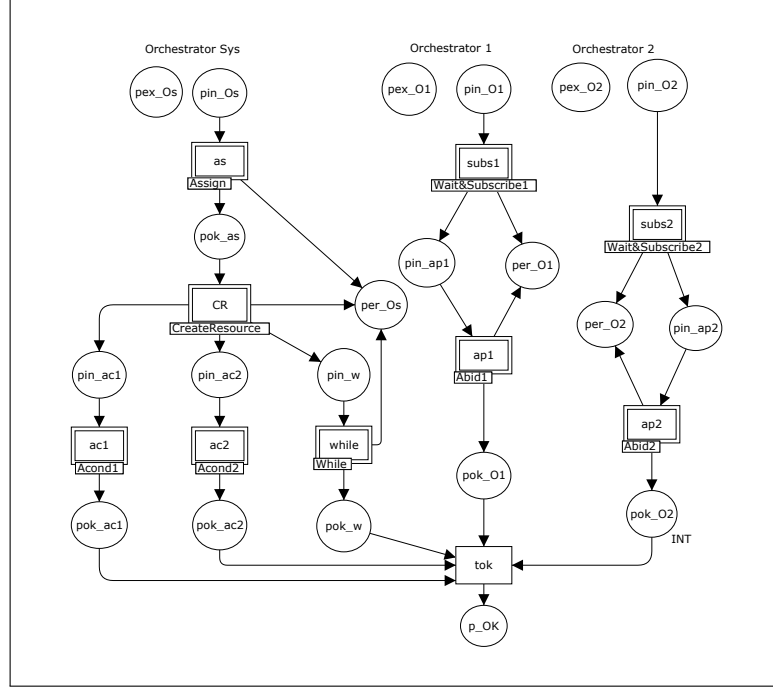 Orchestrator Sys
Orchestrator 1
Orchestrator 2
pex_Os
pin_Os
pex_O1
pin_O1
pex_O2
pin_O2
as
Assign
subs1
Wait&Subscribe1
subs2
Wait&Subscribe2
pok_as
pin_ap1
per_O1
CR
CreateResource
per_Os
per_O2
pin_ap2
pin_ac1
pin_ac2
pin_w
ap1
Abid1
ac1
Acond1
ac2
Acond2
while
While
ap2
Abid2
pok_ac1
pok_ac2
pok_w
pok_O1
pok_O2
INT
tok
p_OK